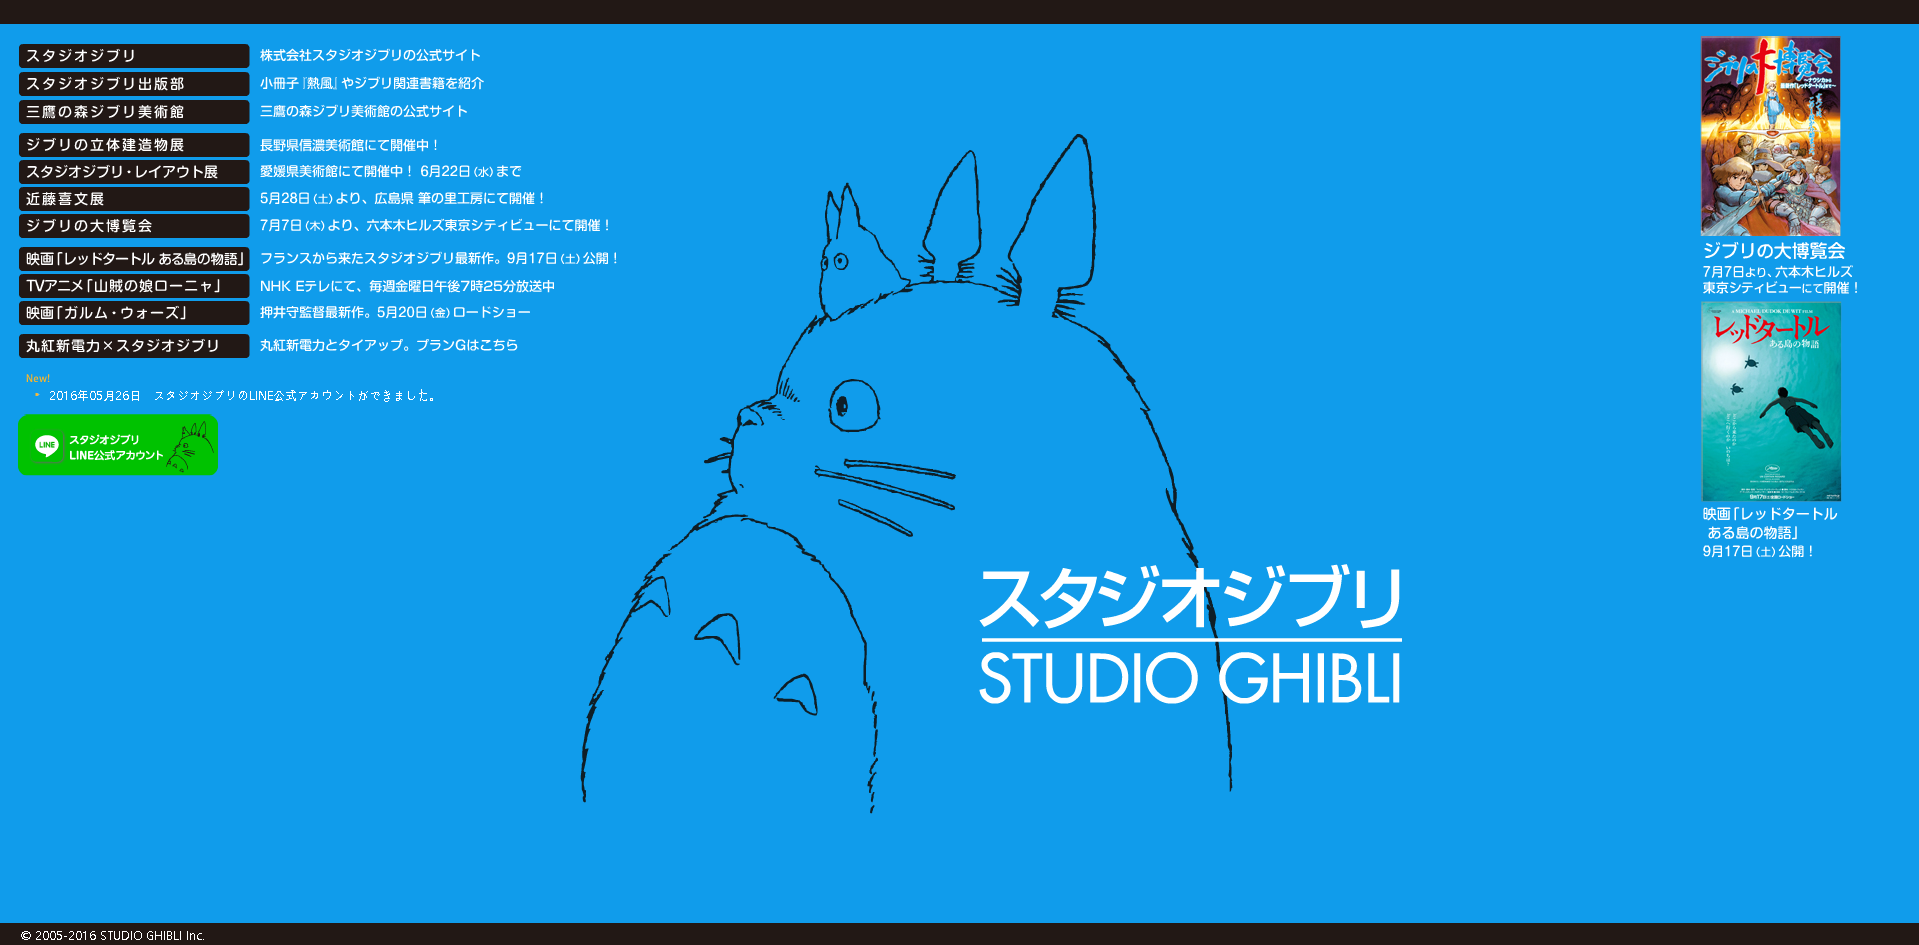 スタジオジブリ 株式会社スタジオジブリの公式サイト
スタジオジブリ出版部 小冊子『熱風』やジブリ関連書籍を紹介
三鷹の森ジブリ美術館 三鷹の森ジブリ美術館の公式サイト
ジブリの立体建造物展 長野県信濃美術館にて開催中！
スタジオジブリ・レイアウト展 愛媛県美術館にて開催中！ 6月22日（水）まで
近藤喜文展 5月28日（土）より、広島県 筆の里工房にて開催！
ジブリの大博覧会 7月7日（木）より、六本木ヒルズ東京シティビューにて開催！
映画「レッドタートル ある島の物語」 フランスから来たスタジオジブリ最新作。9月17日（土）公開！
TVアニメ「山賊の娘ローニャ」 NHK Eテレにて、毎週金曜日午後7時25分放送中
映画「ガルム・ウォーズ」 押井守監督最新作。5月20日（金）ロードショー
丸紅新電力×スタジオジブリ 丸紅新電力とタイアップ。プランGはこちら
New!
2016年05月26日　スタジオジブリのLINE公式アカウントができました。
LINE
スタジオジブリ
LINE公式アカウント
スタジオジブリ
STUDIO GHIBLI
ジブリの大博覧会
～ナウシカから
最新作「レッドタートル」まで～
ジブリの大博覧会
7月7日より、六本木ヒルズ
東京シティビューにて開催！
A MICHAEL DUDOK DE WIT FILM
レッドタートル
ある島の物語
映画「レッドタートル
ある島の物語」
9月17日（土）公開！
© 2005-2016 STUDIO GHIBLI Inc.